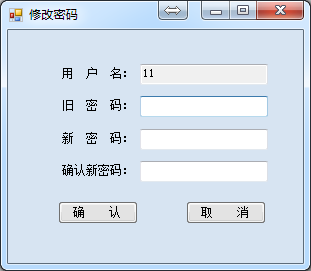 修改密码
用 户 名: 11
旧 密 码:
新 密 码:
确认新密码:
确 认 取 消